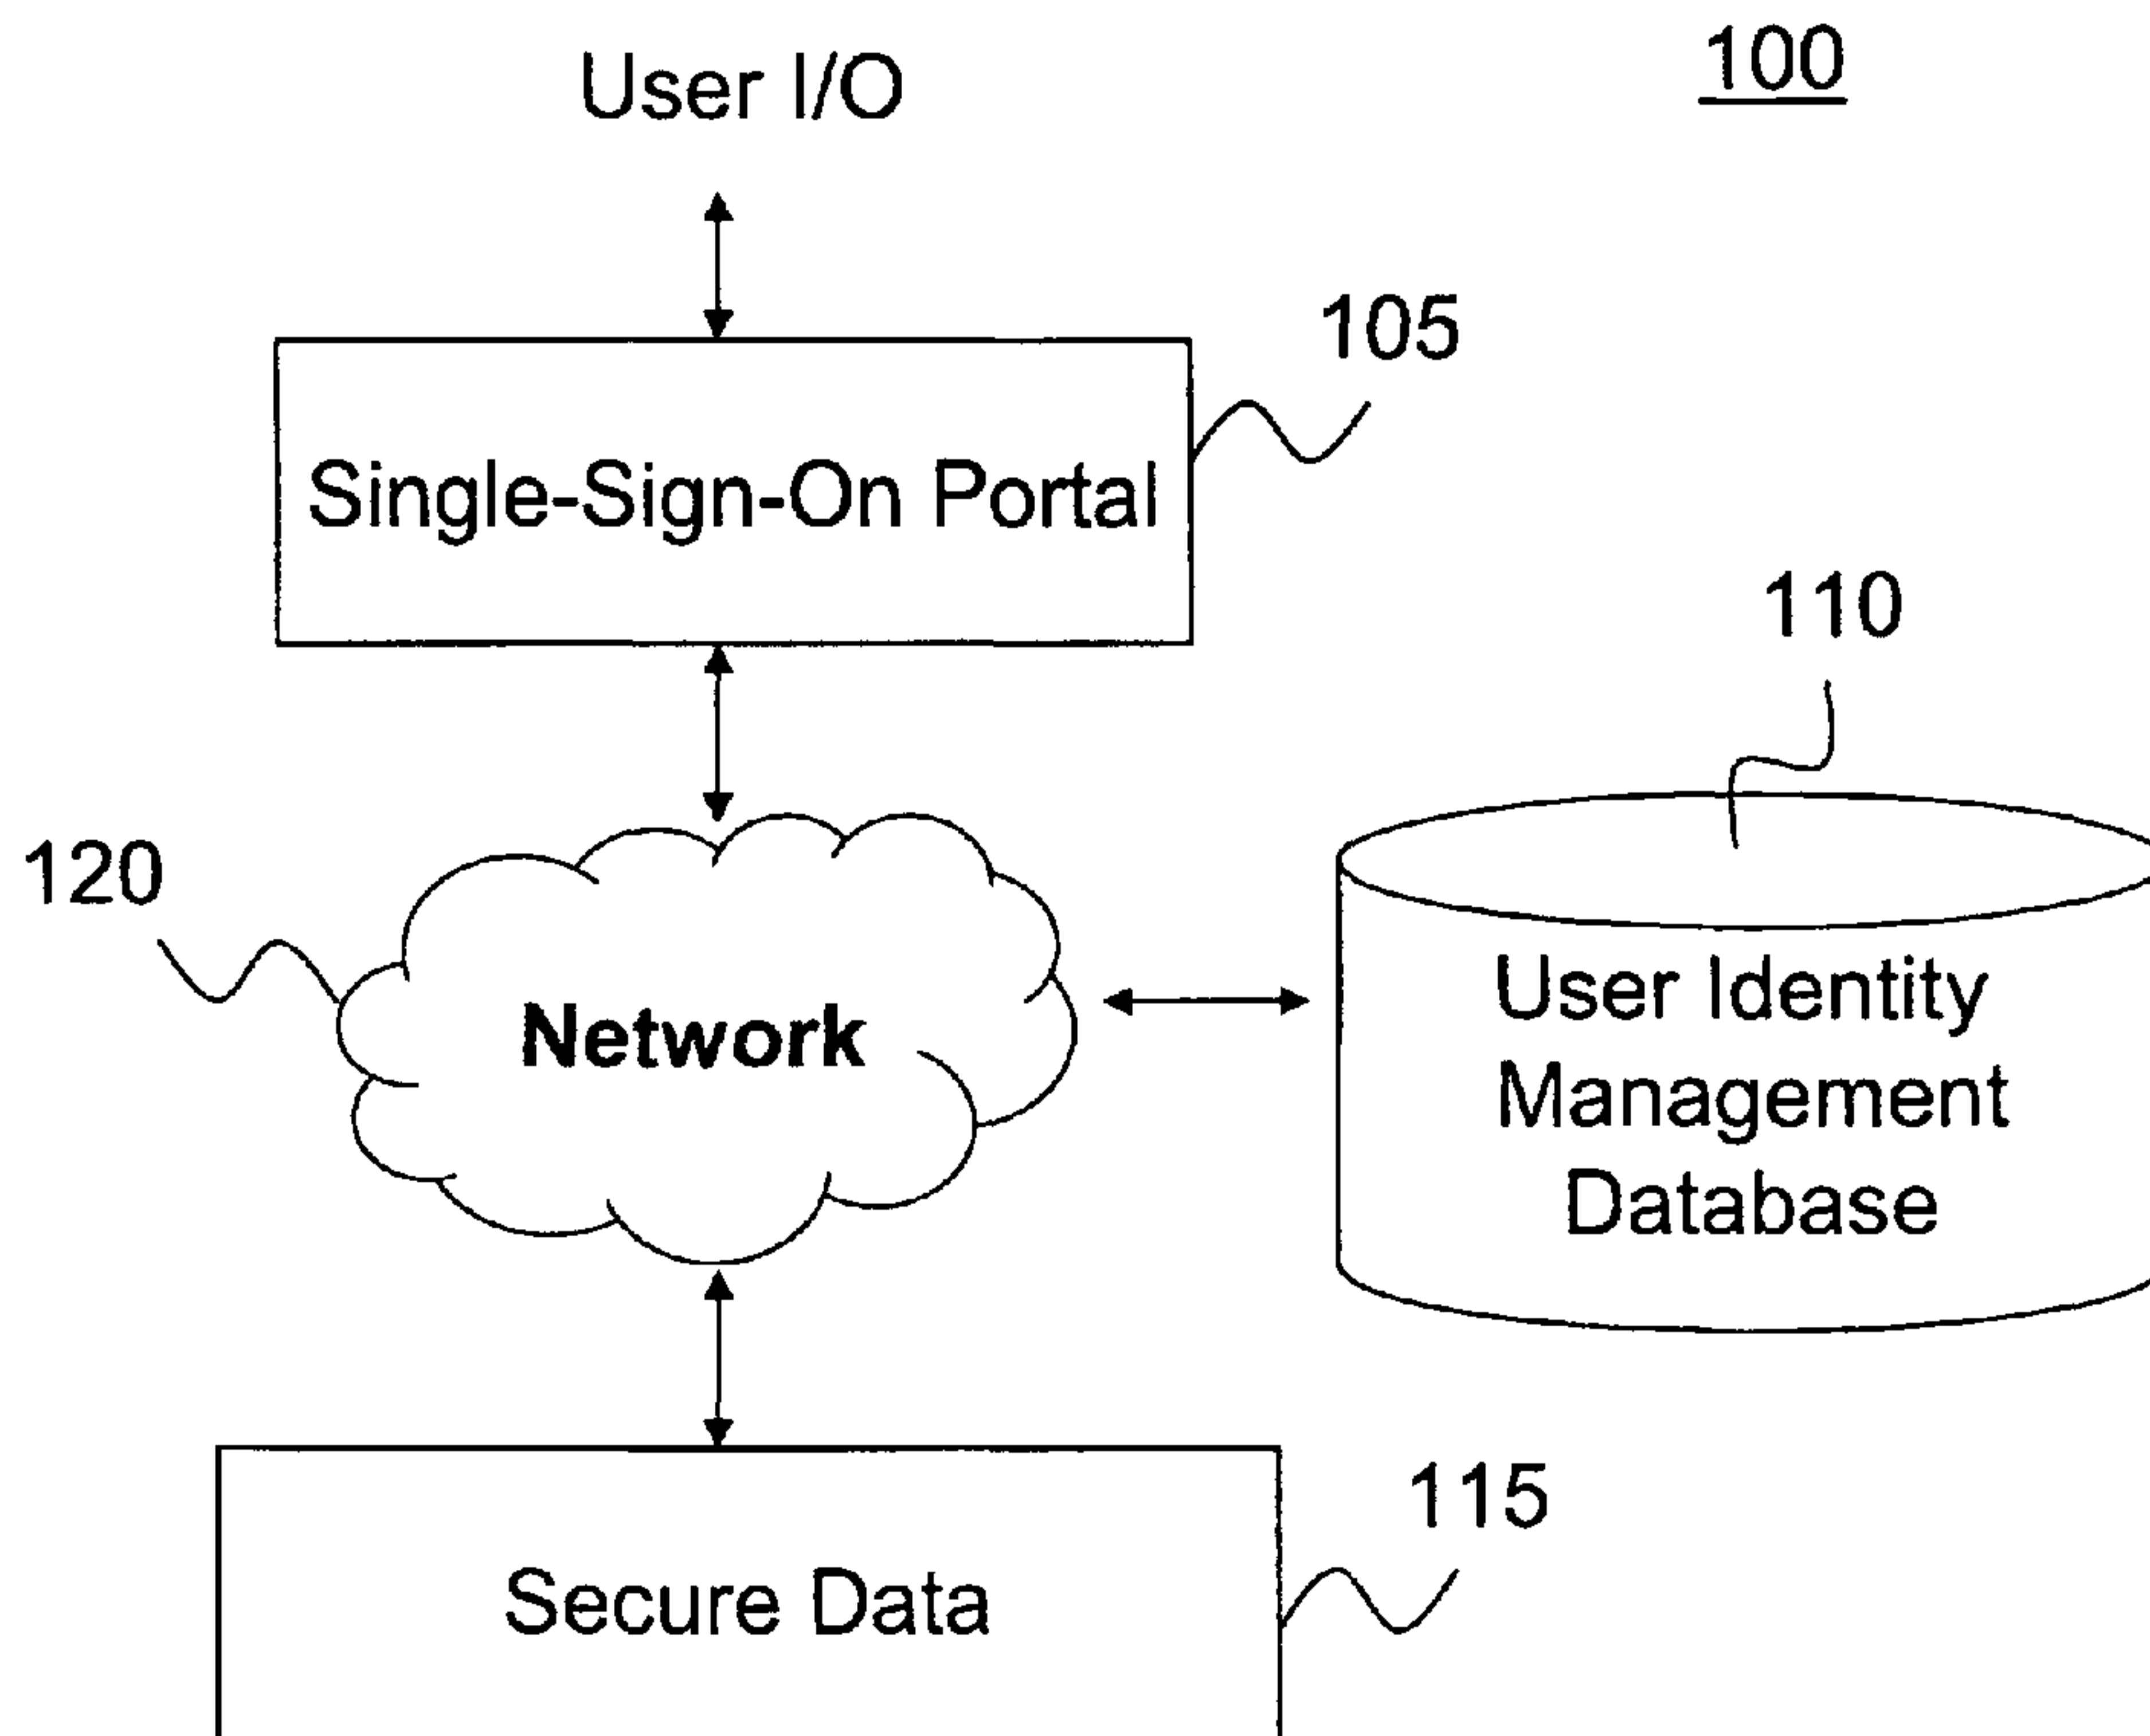 User I/O
100
105
Single-Sign-On Portal
110
120
Network
User Identity
Management
Database
115
Secure Data